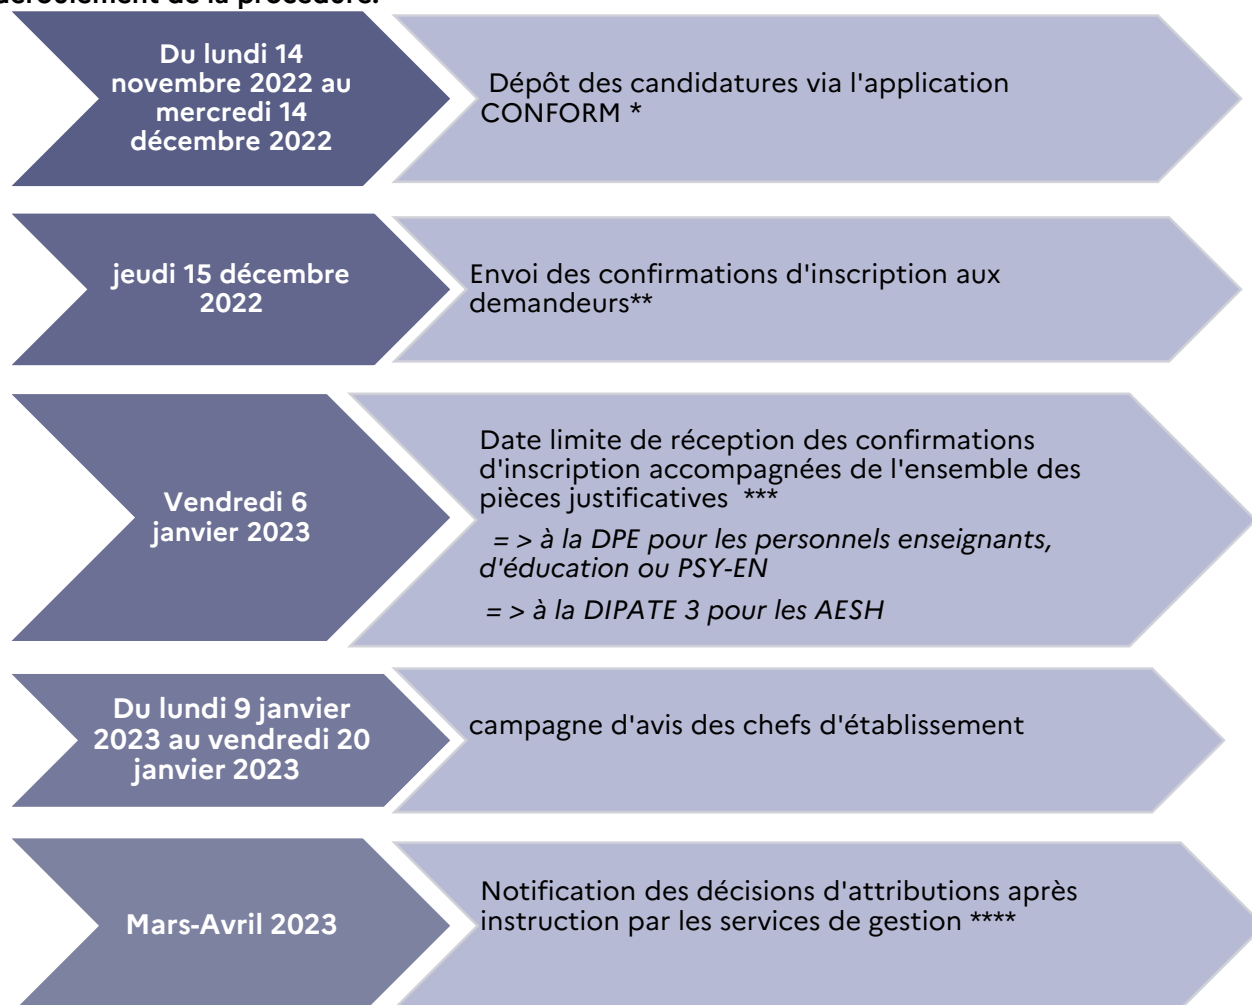 déroulement de la procédure.
Du lundi 14
novembre 2022 au
mercredi 14
décembre 2022
Dépôt des candidatures via l'application
CONFORM *
jeudi 15 décembre
2022
Envoi des confirmations d'inscription aux
demandeurs**
Vendredi 6
janvier 2023
Date limite de réception des confirmations
d'inscription accompagnées de l'ensemble des
pièces justificatives ***
= > à la DPE pour les personnels enseignants,
d'éducation ou PSY-EN
= > à la DIPATE 3 pour les AESH
Du lundi 9 janvier
2023 au vendredi 20
janvier 2023
campagne d'avis des chefs d'établissement
Mars-Avril 2023
Notification des décisions d'attributions après
instruction par les services de gestion ****